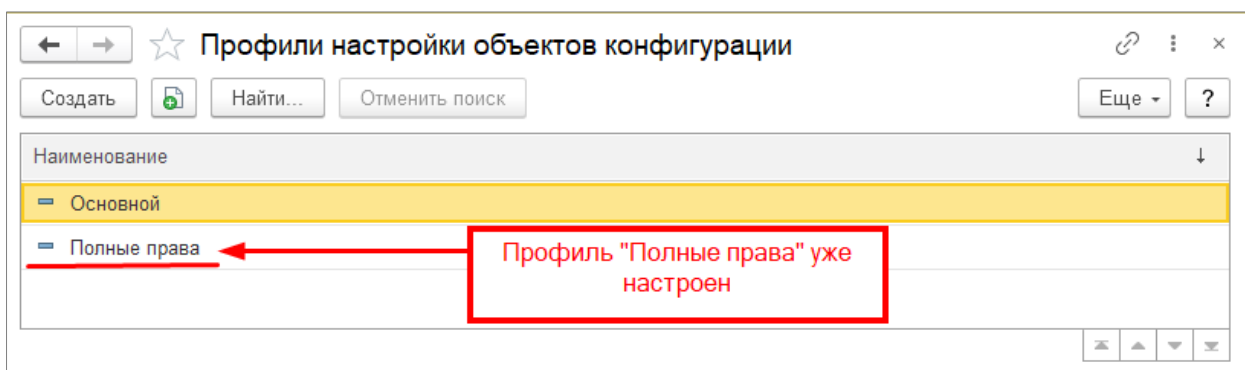 Профили настройки объектов конфигурации
Создать Найти... Отменить поиск Еще ?
Наименование
Основной
Полные права
Профиль "Полные права" уже
настроен